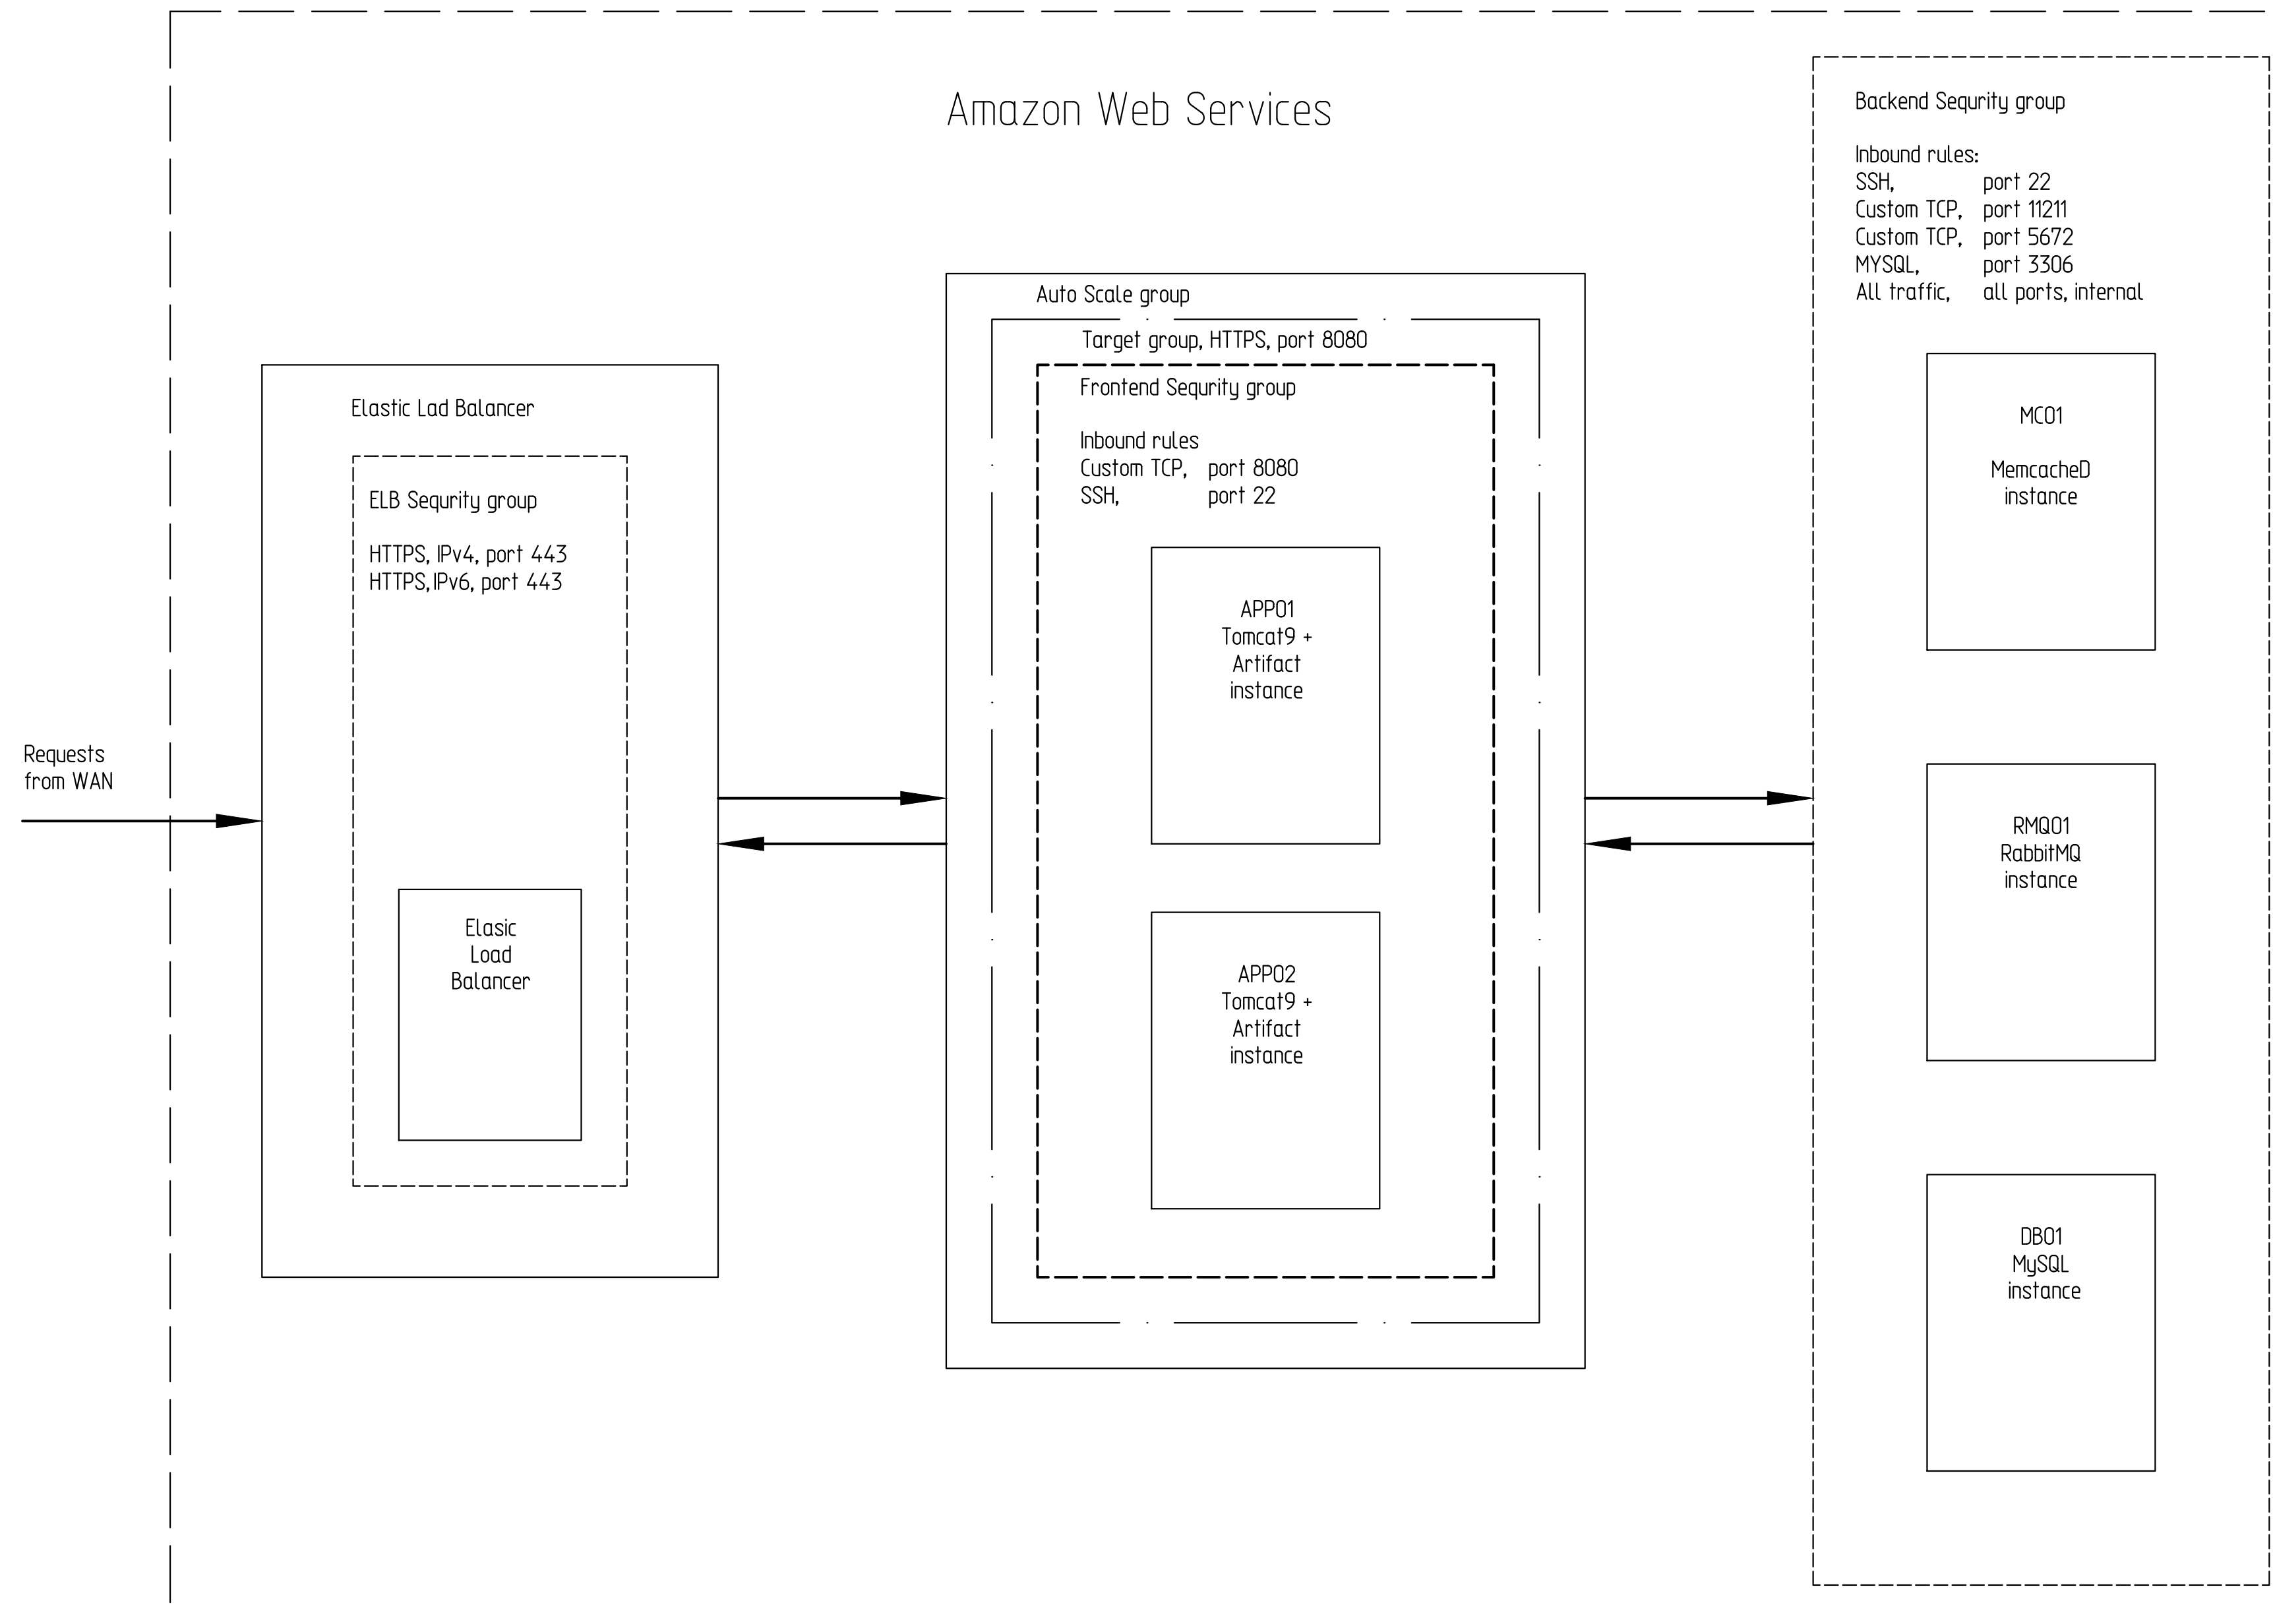 Amazon Web Services
Requests
from WAN
Elastic Lad Balancer
ELB Sequrity group
HTTPS, IPv4, port 443
HTTPS, IPv6, port 443
Elasic
Load
Balancer
Auto Scale group
Target group, HTTPS, port 8080
Frontend Sequrity group
Inbound rules
Custom TCP, port 8080
SSH, port 22
APP01
Tomcat9 +
Artifact
instance
APP02
Tomcat9 +
Artifact
instance
Backend Sequrity group
Inbound rules:
SSH, port 22
Custom TCP, port 11211
Custom TCP, port 5672
MYSQL, port 3306
All traffic, all ports, internal
MC01
MemcacheD
instance
RMQ01
RabbitMQ
instance
DB01
MySQL
instance